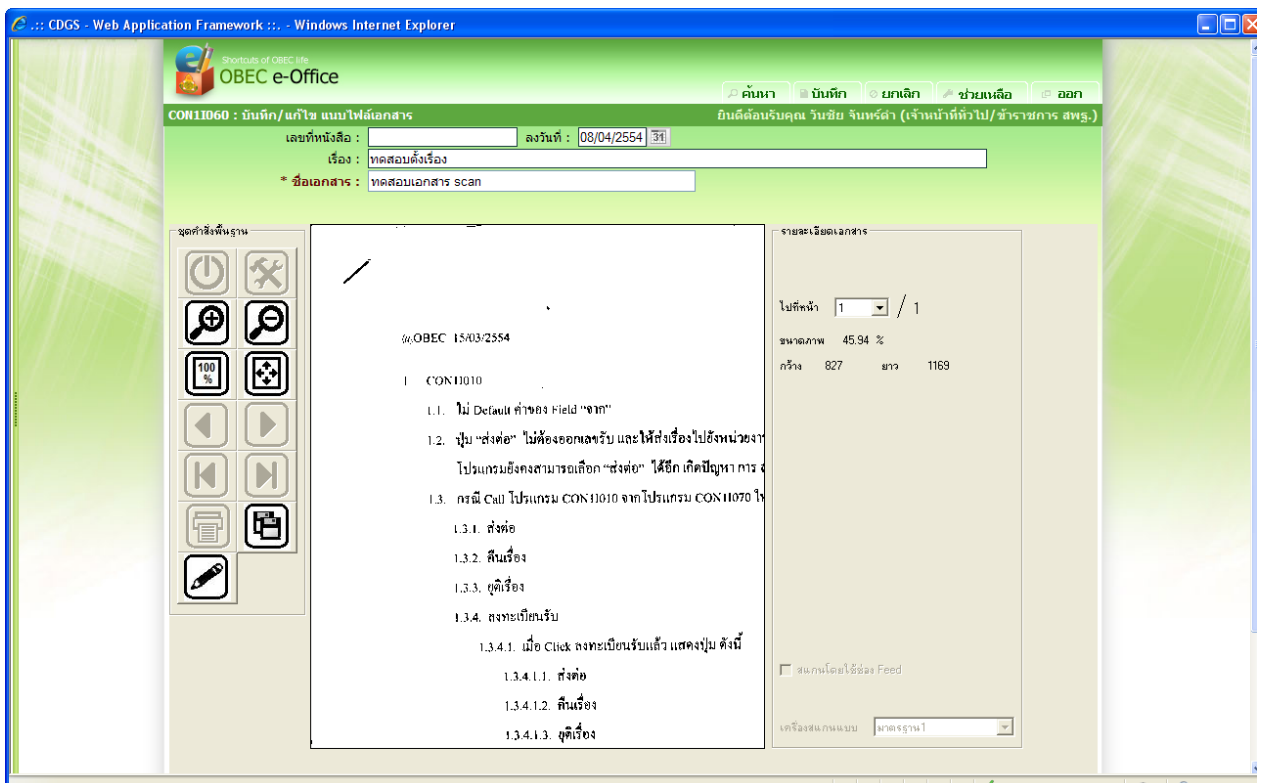 .:: CDGS - Web Application Framework ::. - Windows Internet Explorer
Shortcuts of OBEC life
OBEC e-Office
ค้นหา บันทึก ยกเลิก ช่วยเหลือ ออก
CON1I060 : บันทึก/แก้ไข แนบไฟล์เอกสาร ยินดีต้อนรับคุณ วันชัย จันทร์ดำ (เจ้าหน้าที่ทั่วไป/ข้าราชการ สพฐ.)
เลขที่หนังสือ : ลงวันที่ : 08/04/2554 31
เรื่อง : ทดสอบตั้งเรื่อง
* ชื่อเอกสาร : ทดสอบเอกสาร scan
ชุดคำสั่งพื้นฐาน
100 %
OBEC 15/03/2554
1 CON1I010
1.1. ไม่ Default ค่าของ Field "จาก"
1.2. ปุ่ม "ส่งต่อ" ไม่ต้องออกเลขรับ และให้ส่งเรื่องไปยังหน่วยงา
โปรแกรมยังคงสามารถเลือก "ส่งต่อ" ได้อีก เกิดปัญหา การ
1.3. กรณี Call โปรแกรม CON1I010 จากโปรแกรม CON1I070 ให
1.3.1. ส่งต่อ
1.3.2. คืนเรื่อง
1.3.3. ยุติเรื่อง
1.3.4. ลงทะเบียนรับ
1.3.4.1. เมื่อ Click ลงทะเบียนรับแล้ว แสดงปุ่ม ดังนี้
1.3.4.1.1. ส่งต่อ
1.3.4.1.2. คืนเรื่อง
1.3.4.1.3. ยุติเรื่อง
รายละเอียดเอกสาร
ไปที่หน้า 1 / 1
ขนาดภาพ 45.94 %
กว้าง 827 ยาว 1169
สแกนโดยใช้ช่อง Feed
เครื่องสแกนแบบ มาตรฐาน1